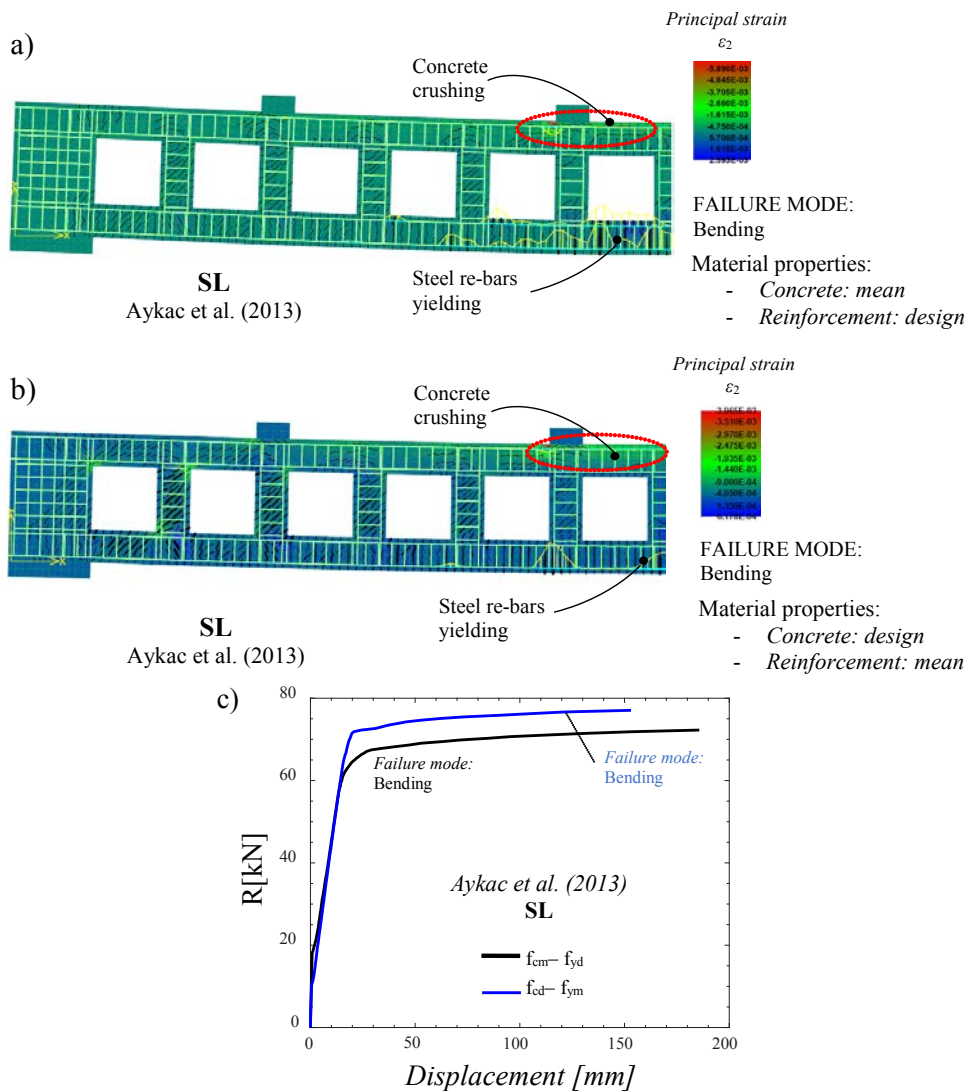 a)
Concrete
crushing
Principal strain
ε2
FAILURE MODE:
Bending
Material properties:
- Concrete: mean
- Reinforcement: design
Steel re-bars
yielding
SL
Aykac et al. (2013)
x
b)
Concrete
crushing
Principal strain
ε2
FAILURE MODE:
Bending
Material properties:
- Concrete: design
- Reinforcement: mean
Steel re-bars
yielding
SL
Aykac et al. (2013)
x
c)
80
60
40
20
0
R[kN]
Failure mode:
Bending
Failure mode:
Bending
Aykac et al. (2013)
SL
fcm– fyd
fcd– fym
0
50
100
150
200
Displacement [mm]